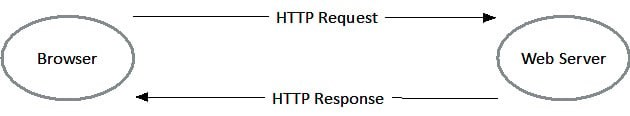 HTTP Request
Browser
Web Server
HTTP Response